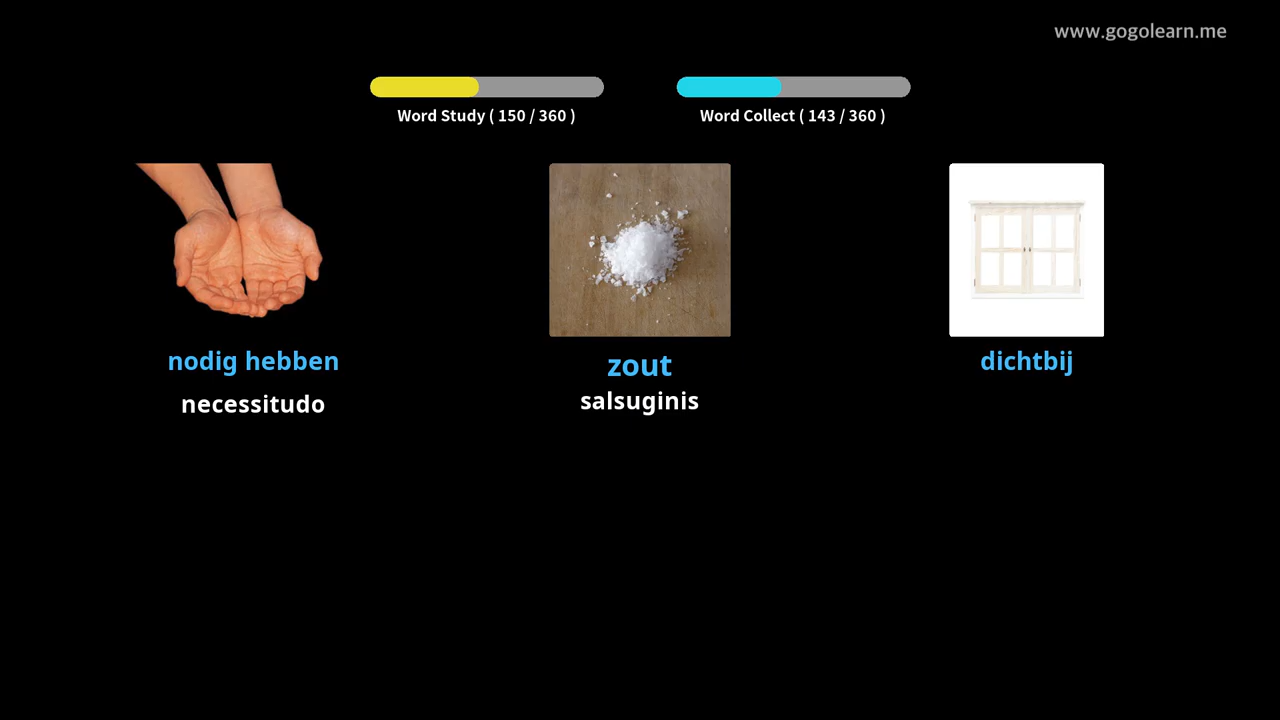 www.gogolearn.me
Word Study ( 150 / 360 )
Word Collect ( 143 / 360 )
nodig hebben
necessitudo
zout
salsuginis
dichtbij